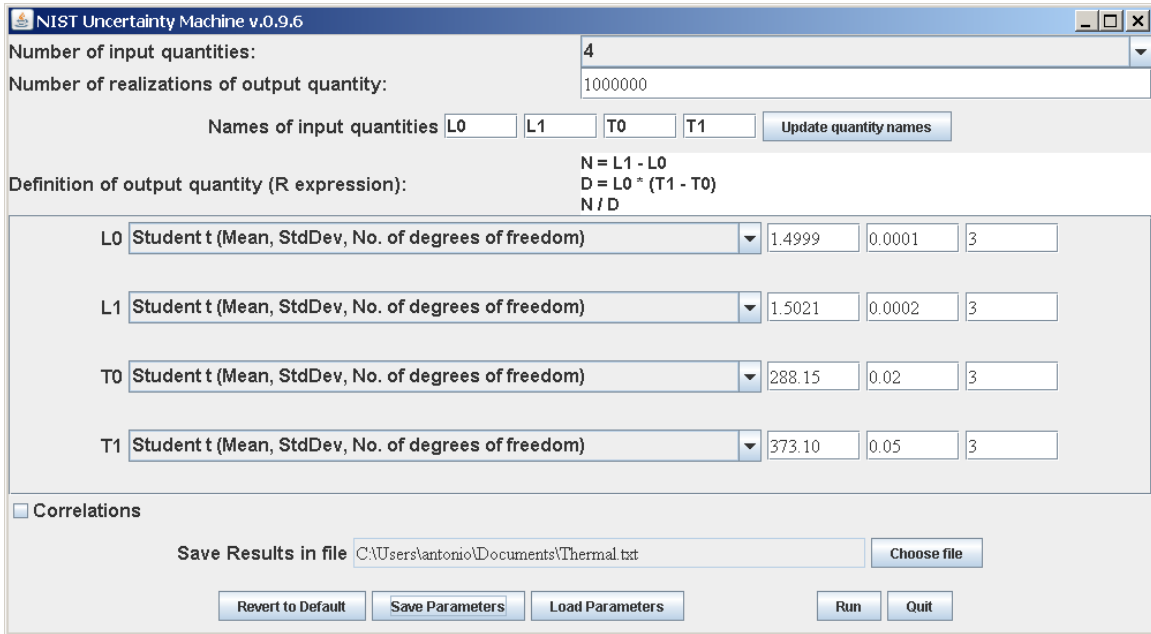 NIST Uncertainty Machine v.0.9.6
Number of input quantities: 4
Number of realizations of output quantity: 1000000
Names of input quantities L0 L1 T0 T1 Update quantity names
Definition of output quantity (R expression):
N = L1 - L0
D = L0 * (T1 - T0)
N / D
L0 Student t (Mean, StdDev, No. of degrees of freedom) 1.4999 0.0001 3
L1 Student t (Mean, StdDev, No. of degrees of freedom) 1.5021 0.0002 3
T0 Student t (Mean, StdDev, No. of degrees of freedom) 288.15 0.02 3
T1 Student t (Mean, StdDev, No. of degrees of freedom) 373.10 0.05 3
Correlations
Save Results in file C:\Users\antonio\Documents\Thermal.txt Choose file
Revert to Default Save Parameters Load Parameters Run Quit